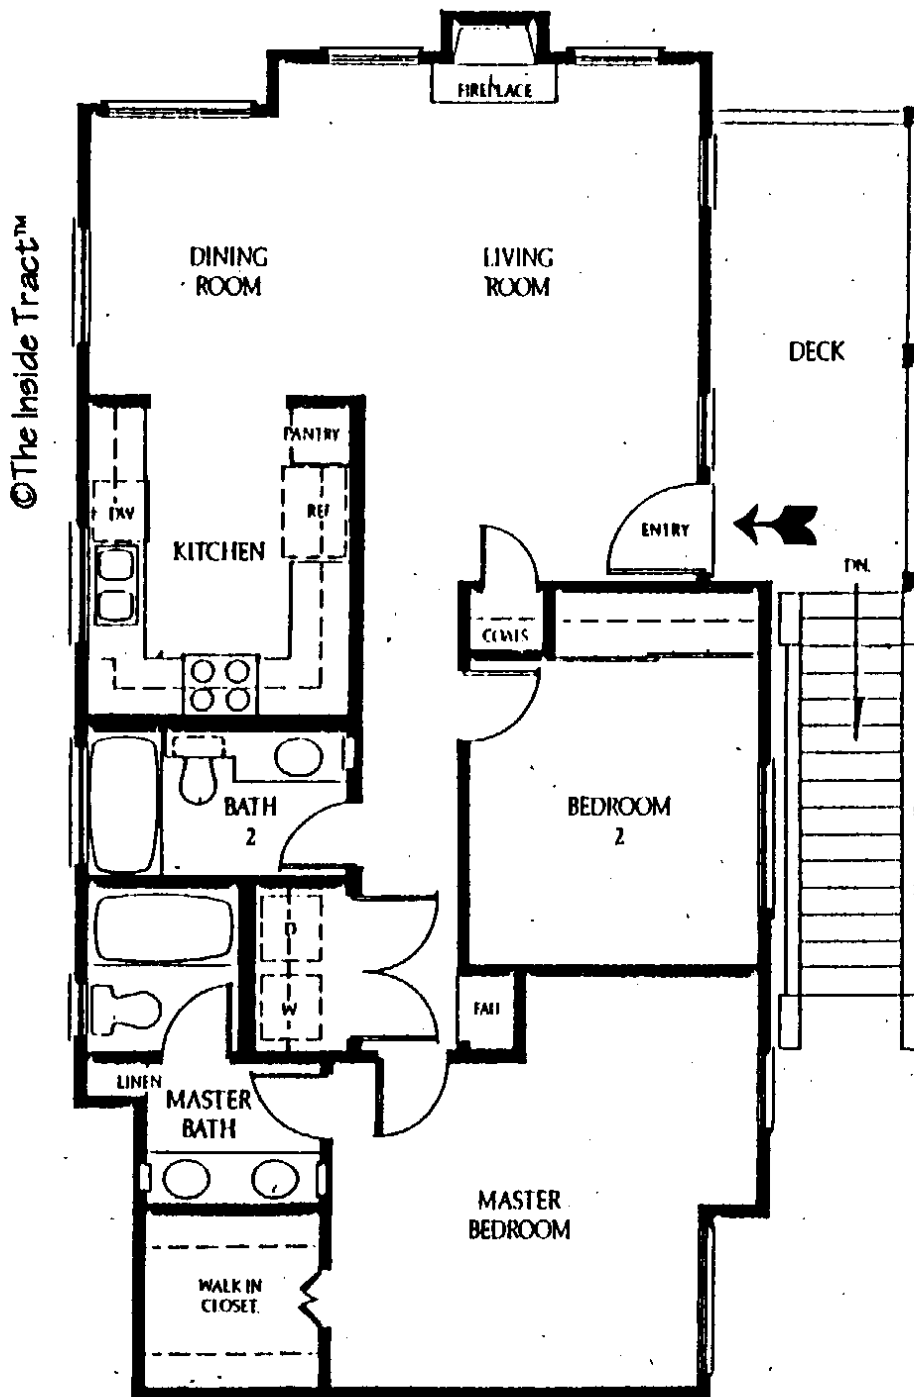 FIREPLACE
©The Inside Tract™
DINING
ROOM
LIVING
ROOM
DECK
PANTRY
REF
KITCHEN
ENTRY
DN.
COATS
BATH
2
BEDROOM
2
D
W
FAU
LINEN
MASTER
BATH
MASTER
BEDROOM
WALK IN
CLOSET